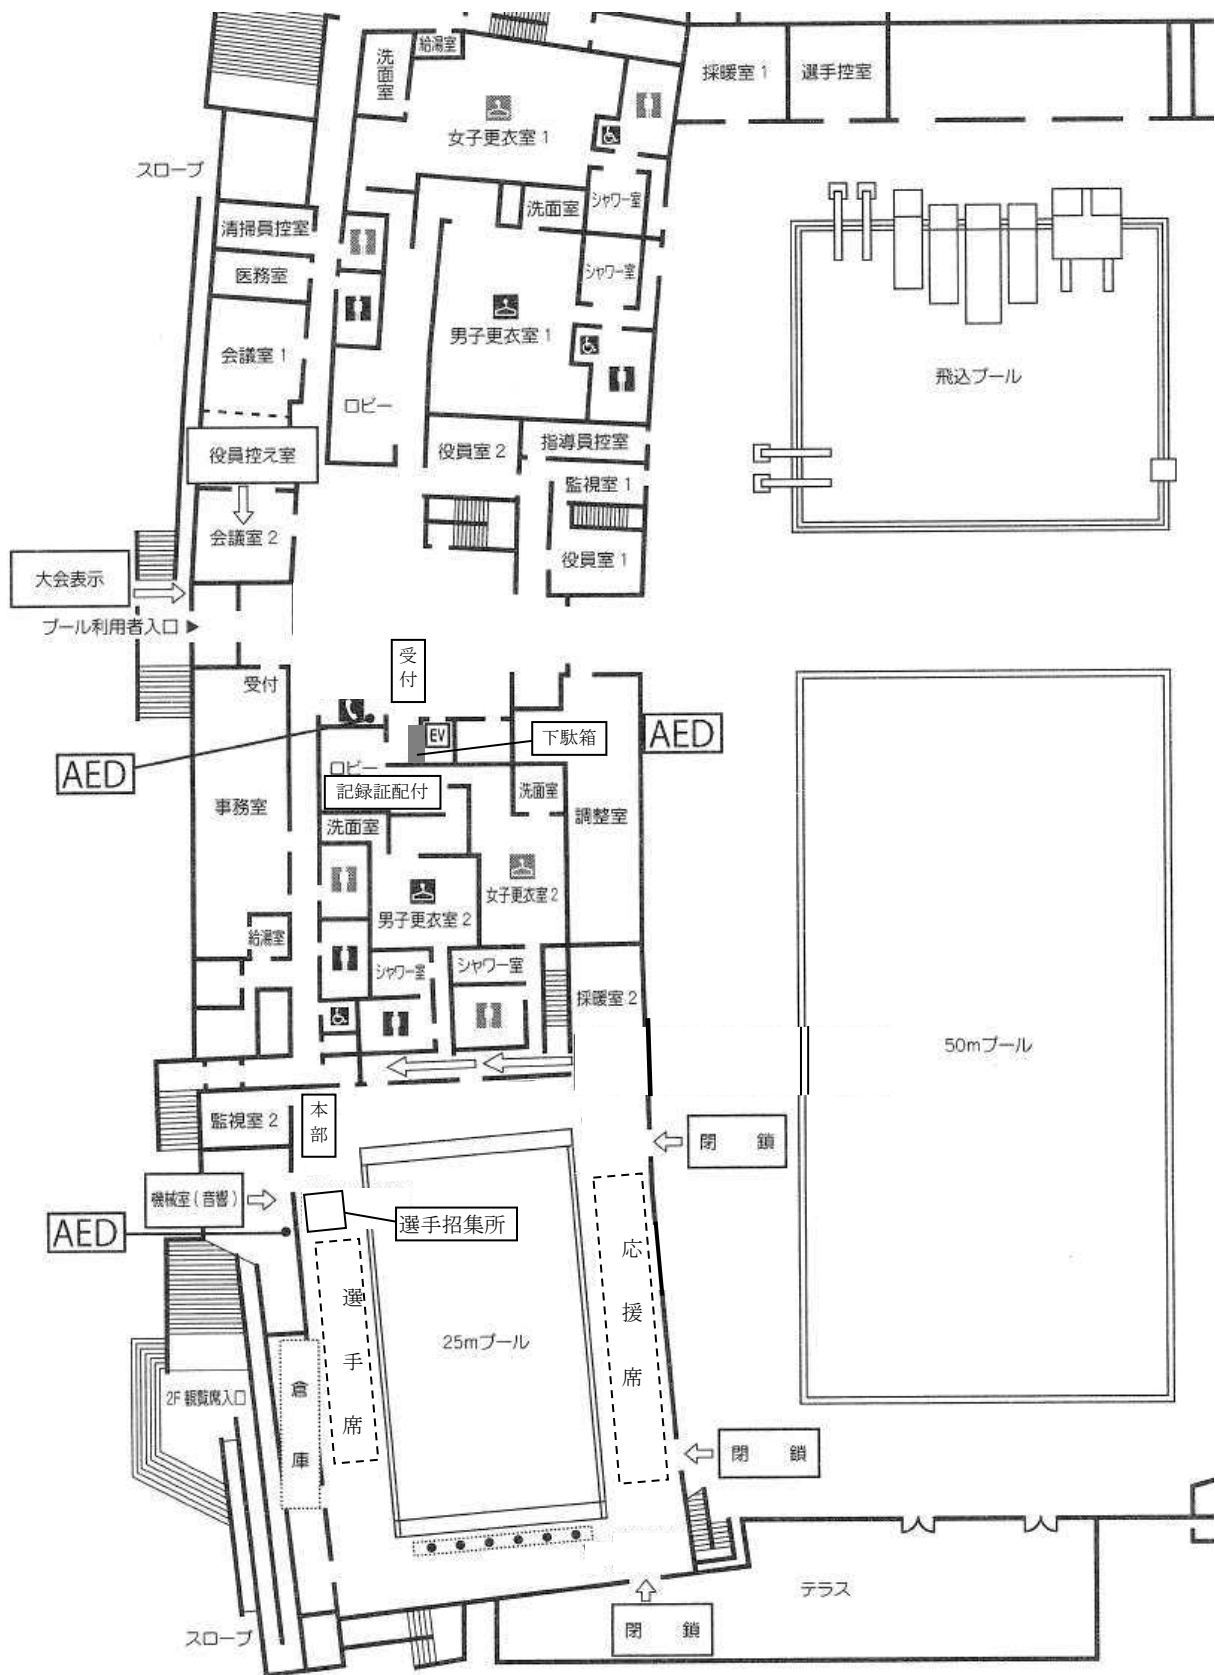 給湯室
洗面室
採暖室 1
選手控室
女子更衣室 1
スロープ
洗面室
シャワー室
清掃員控室
医務室
シャワー室
男子更衣室 1
会議室 1
飛込プール
ロビー
役員控え室
役員室 2
指導員控室
監視室 1
会議室 2
役員室 1
大会表示
プール利用者入口 ▶
受付
受付
EV
下駄箱
AED
AED
ロビー
記録証配付
洗面室
事務室
調整室
洗面室
女子更衣室 2
男子更衣室 2
給湯室
シャワー室
シャワー室
採暖室 2
50mプール
監視室 2
本部
閉 鎖
機械室(音響)
選手招集所
AED
選手席
応援席
25mプール
2F 観覧席入口
倉庫
閉 鎖
テラス
閉 鎖
スロープ